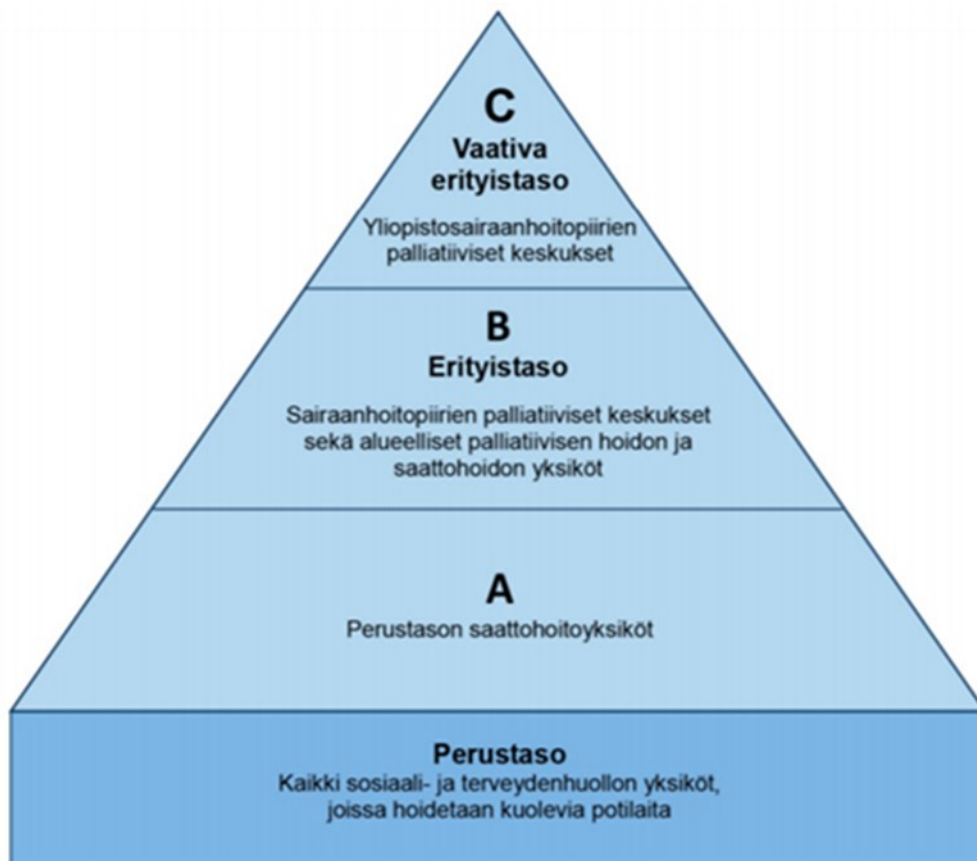 C
Vaativa
erityistaso
Yliopistosairaanhoitopiirien
palliatiiviset keskukset
B
Erityistaso
Sairaanhoitopiirien palliatiiviset keskukset
sekä alueelliset palliatiivisen hoidon ja
saattohoidon yksiköt
A
Perustason saattohoitoyksiköt
Perustaso
Kaikki sosiaali- ja terveydenhuollon yksiköt,
joissa hoidetaan kuolevia potilaita